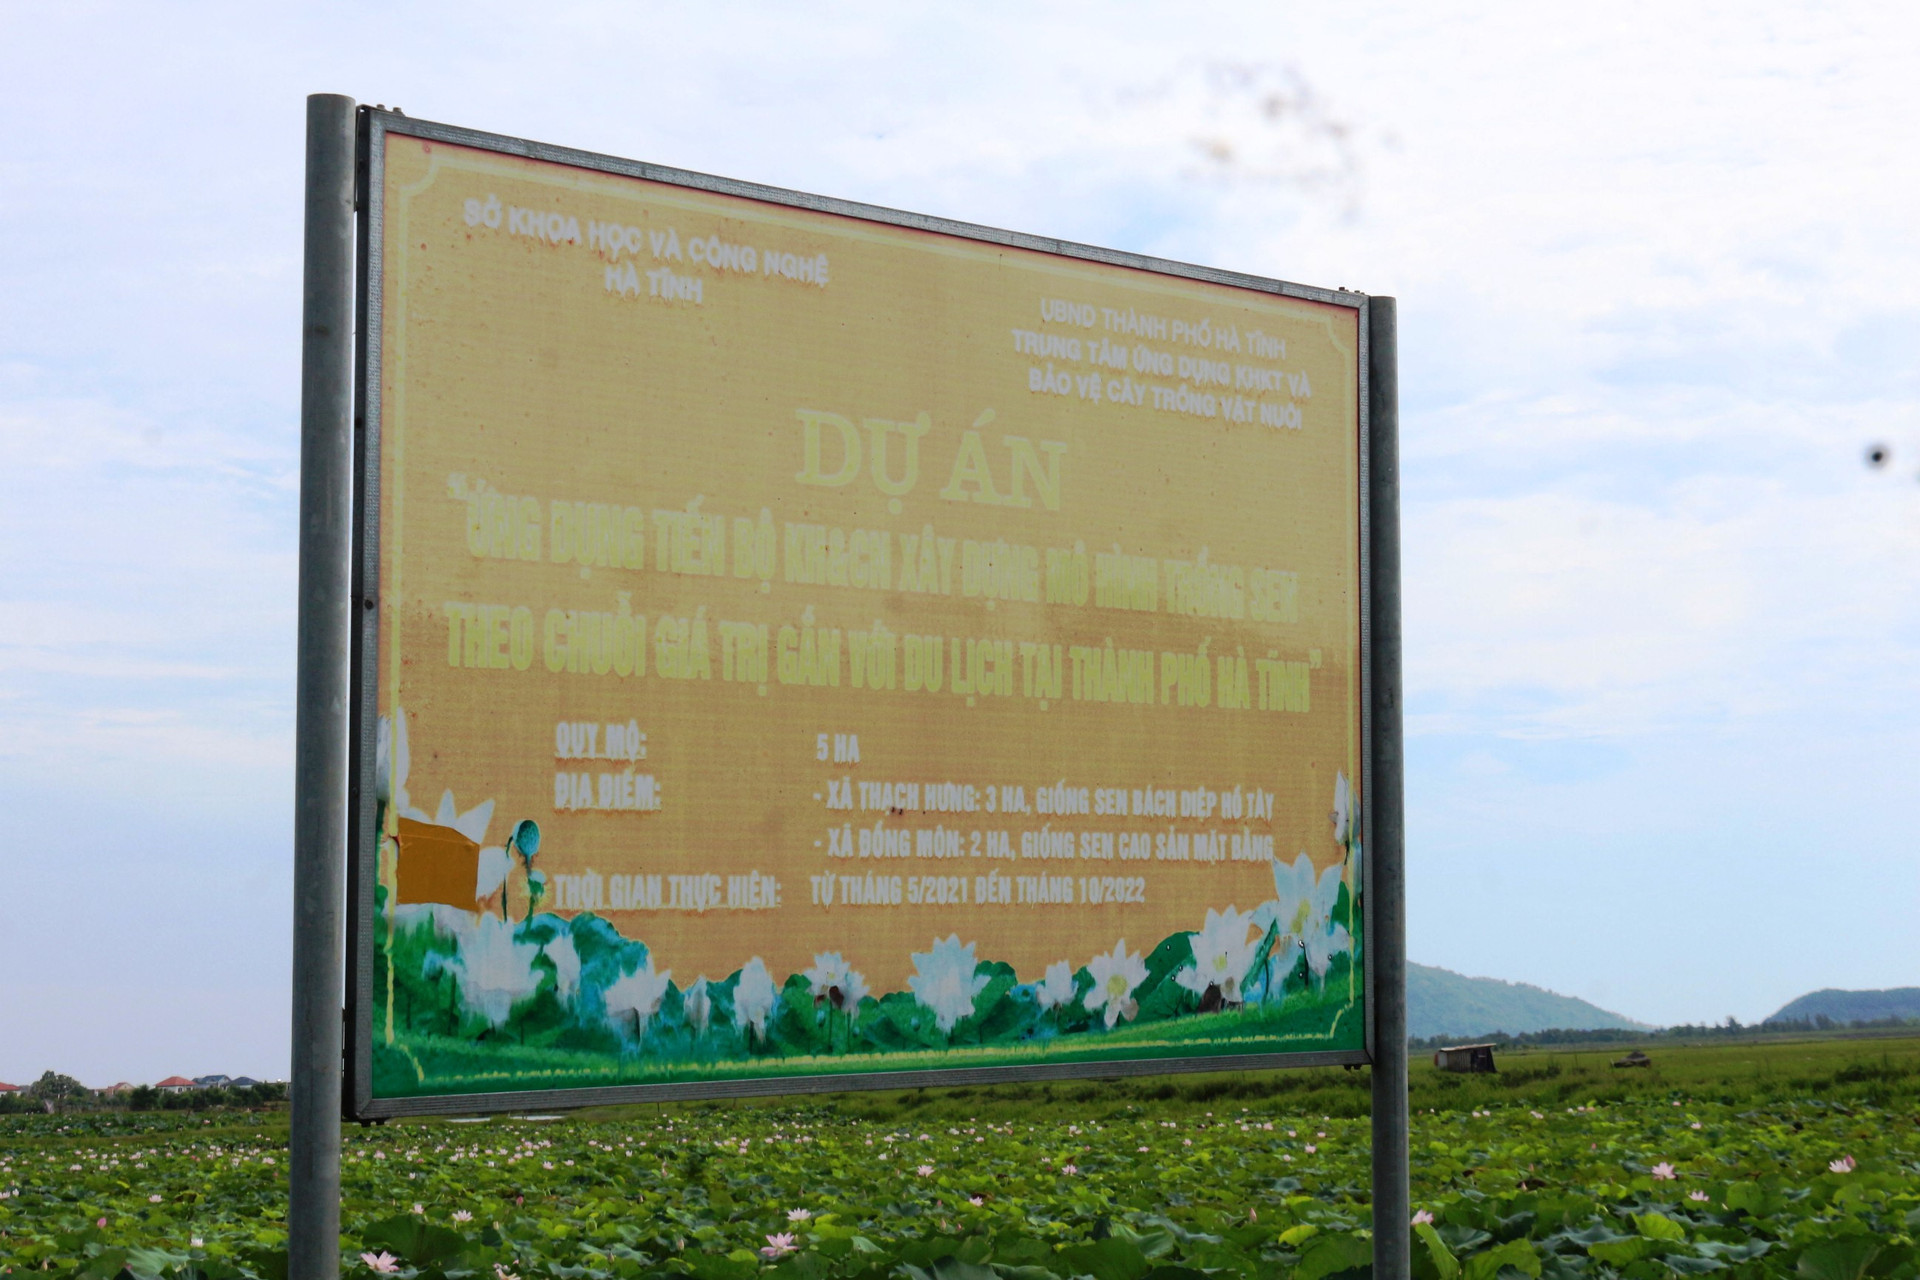 SỞ KHOA HỌC VÀ CÔNG NGHỆ
HÀ TĨNH
UBND THÀNH PHỐ HÀ TĨNH
TRUNG TÂM ỨNG DỤNG KHKT VÀ
BẢO VỆ CÂY TRỒNG VẬT NUÔI
DỰ ÁN
"ỨNG DỤNG TIẾN BỘ KH&CN XÂY DỰNG MÔ HÌNH TRỒNG SEN
THEO CHUỖI GIÁ TRỊ GẮN VỚI DU LỊCH TẠI THÀNH PHỐ HÀ TĨNH"
QUY MÔ: 5 HA
ĐỊA ĐIỂM: - XÃ THẠCH HƯNG: 3 HA, GIỐNG SEN BÁCH DIỆP HỒ TÂY
- XÃ ĐỒNG MÔN: 2 HA, GIỐNG SEN CAO SẢN MẶT BẰNG
THỜI GIAN THỰC HIỆN: TỪ THÁNG 5/2021 ĐẾN THÁNG 10/2022